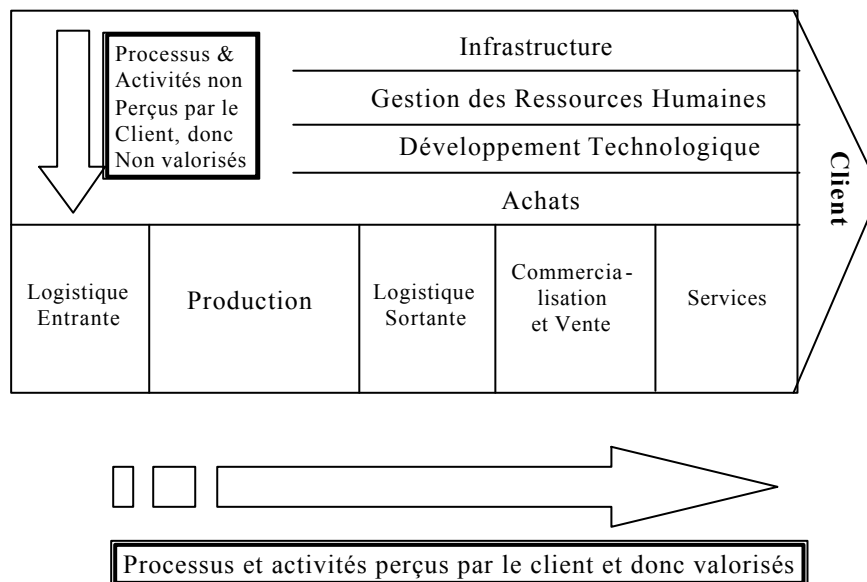 Processus &
Activités non
Perçus par le
Client, donc
Non valorisés
Infrastructure
Gestion des Ressources Humaines
Développement Technologique
Achats
Client
Logistique
Entrante
Production
Logistique
Sortante
Commercia-
lisation
et Vente
Services
Processus et activités perçus par le client et donc valorisés